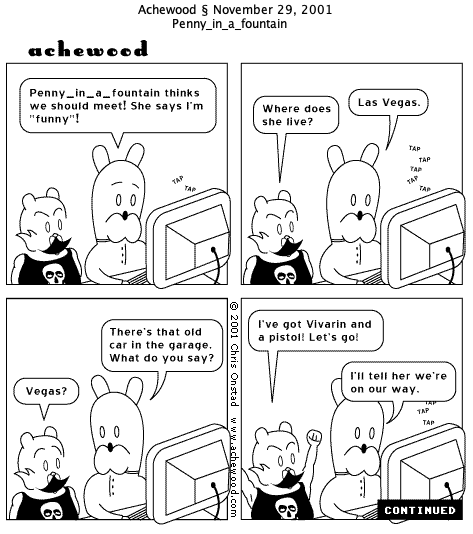 Achewood § November 29, 2001
Penny_in_a_fountain
achewood
Penny_in_a_fountain thinks
we should meet! She says I'm
"funny"!
TAP
TAP
Where does
she live?
Las Vegas.
TAP
TAP
TAP
TAP
TAP
Vegas?
There's that old
car in the garage.
What do you say?
© 2001 Chris Onstad www.achewood.com
I've got Vivarin and
a pistol! Let's go!
I'll tell her we're
on our way.
TAP
TAP
TAP
CONTINUED